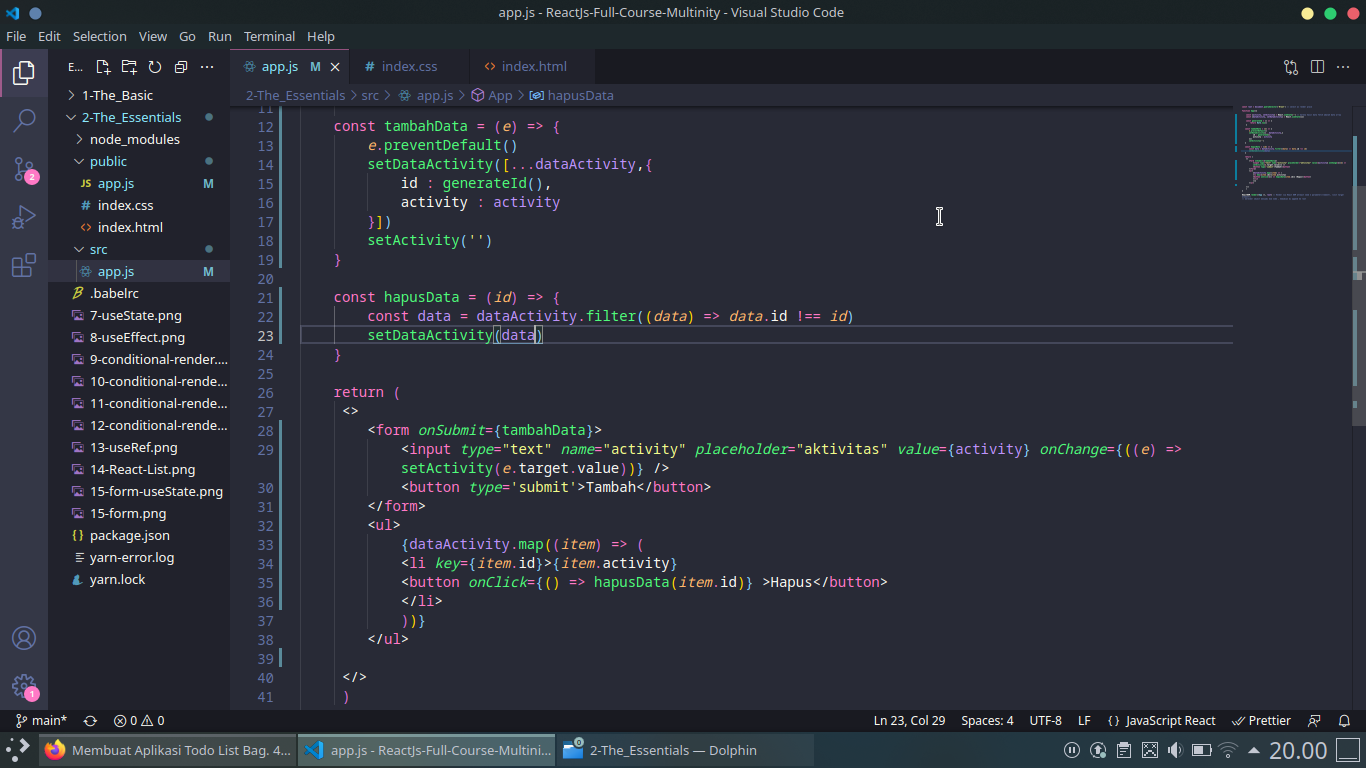 app.js - ReactJs-Full-Course-Multinity - Visual Studio Code
File Edit Selection View Go Run Terminal Help
E...
app.js M
index.css
index.html
2-The_Essentials > src > app.js > App > hapusData
1-The_Basic
2-The_Essentials
node_modules
public
app.js M
index.css
index.html
src
app.js M
.babelrc
7-useState.png
8-useEffect.png
9-conditional-render....
10-conditional-rende...
11-conditional-rende...
12-conditional-rende...
13-useRef.png
14-React-List.png
15-form-useState.png
15-form.png
package.json
yarn-error.log
yarn.lock
2
1
11
12 const tambahData = (e) => {
13 e.preventDefault()
14 setDataActivity([...dataActivity,{
15 id : generateId(),
16 activity : activity
17 }])
18 setActivity('')
19 }
20
21 const hapusData = (id) => {
22 const data = dataActivity.filter((data) => data.id !== id)
23 setDataActivity(data)
24 }
25
26 return (
27 <>
28 <form onSubmit={tambahData}>
29 <input type="text" name="activity" placeholder="aktivitas" value={activity} onChange={((e) =>
setActivity(e.target.value))} />
30 <button type='submit'>Tambah</button>
31 </form>
32 <ul>
33 {dataActivity.map((item) => (
34 <li key={item.id}>{item.activity}
35 <button onClick={() => hapusData(item.id)} >Hapus</button>
36 </li>
37 ))}
38 </ul>
39
40 </>
41 )
main* 0 0 Ln 23, Col 29 Spaces: 4 UTF-8 LF {} JavaScript React Prettier
Membuat Aplikasi Todo List Bag. 4...
app.js - ReactJs-Full-Course-Multini...
0
2-The_Essentials — Dolphin
20.00